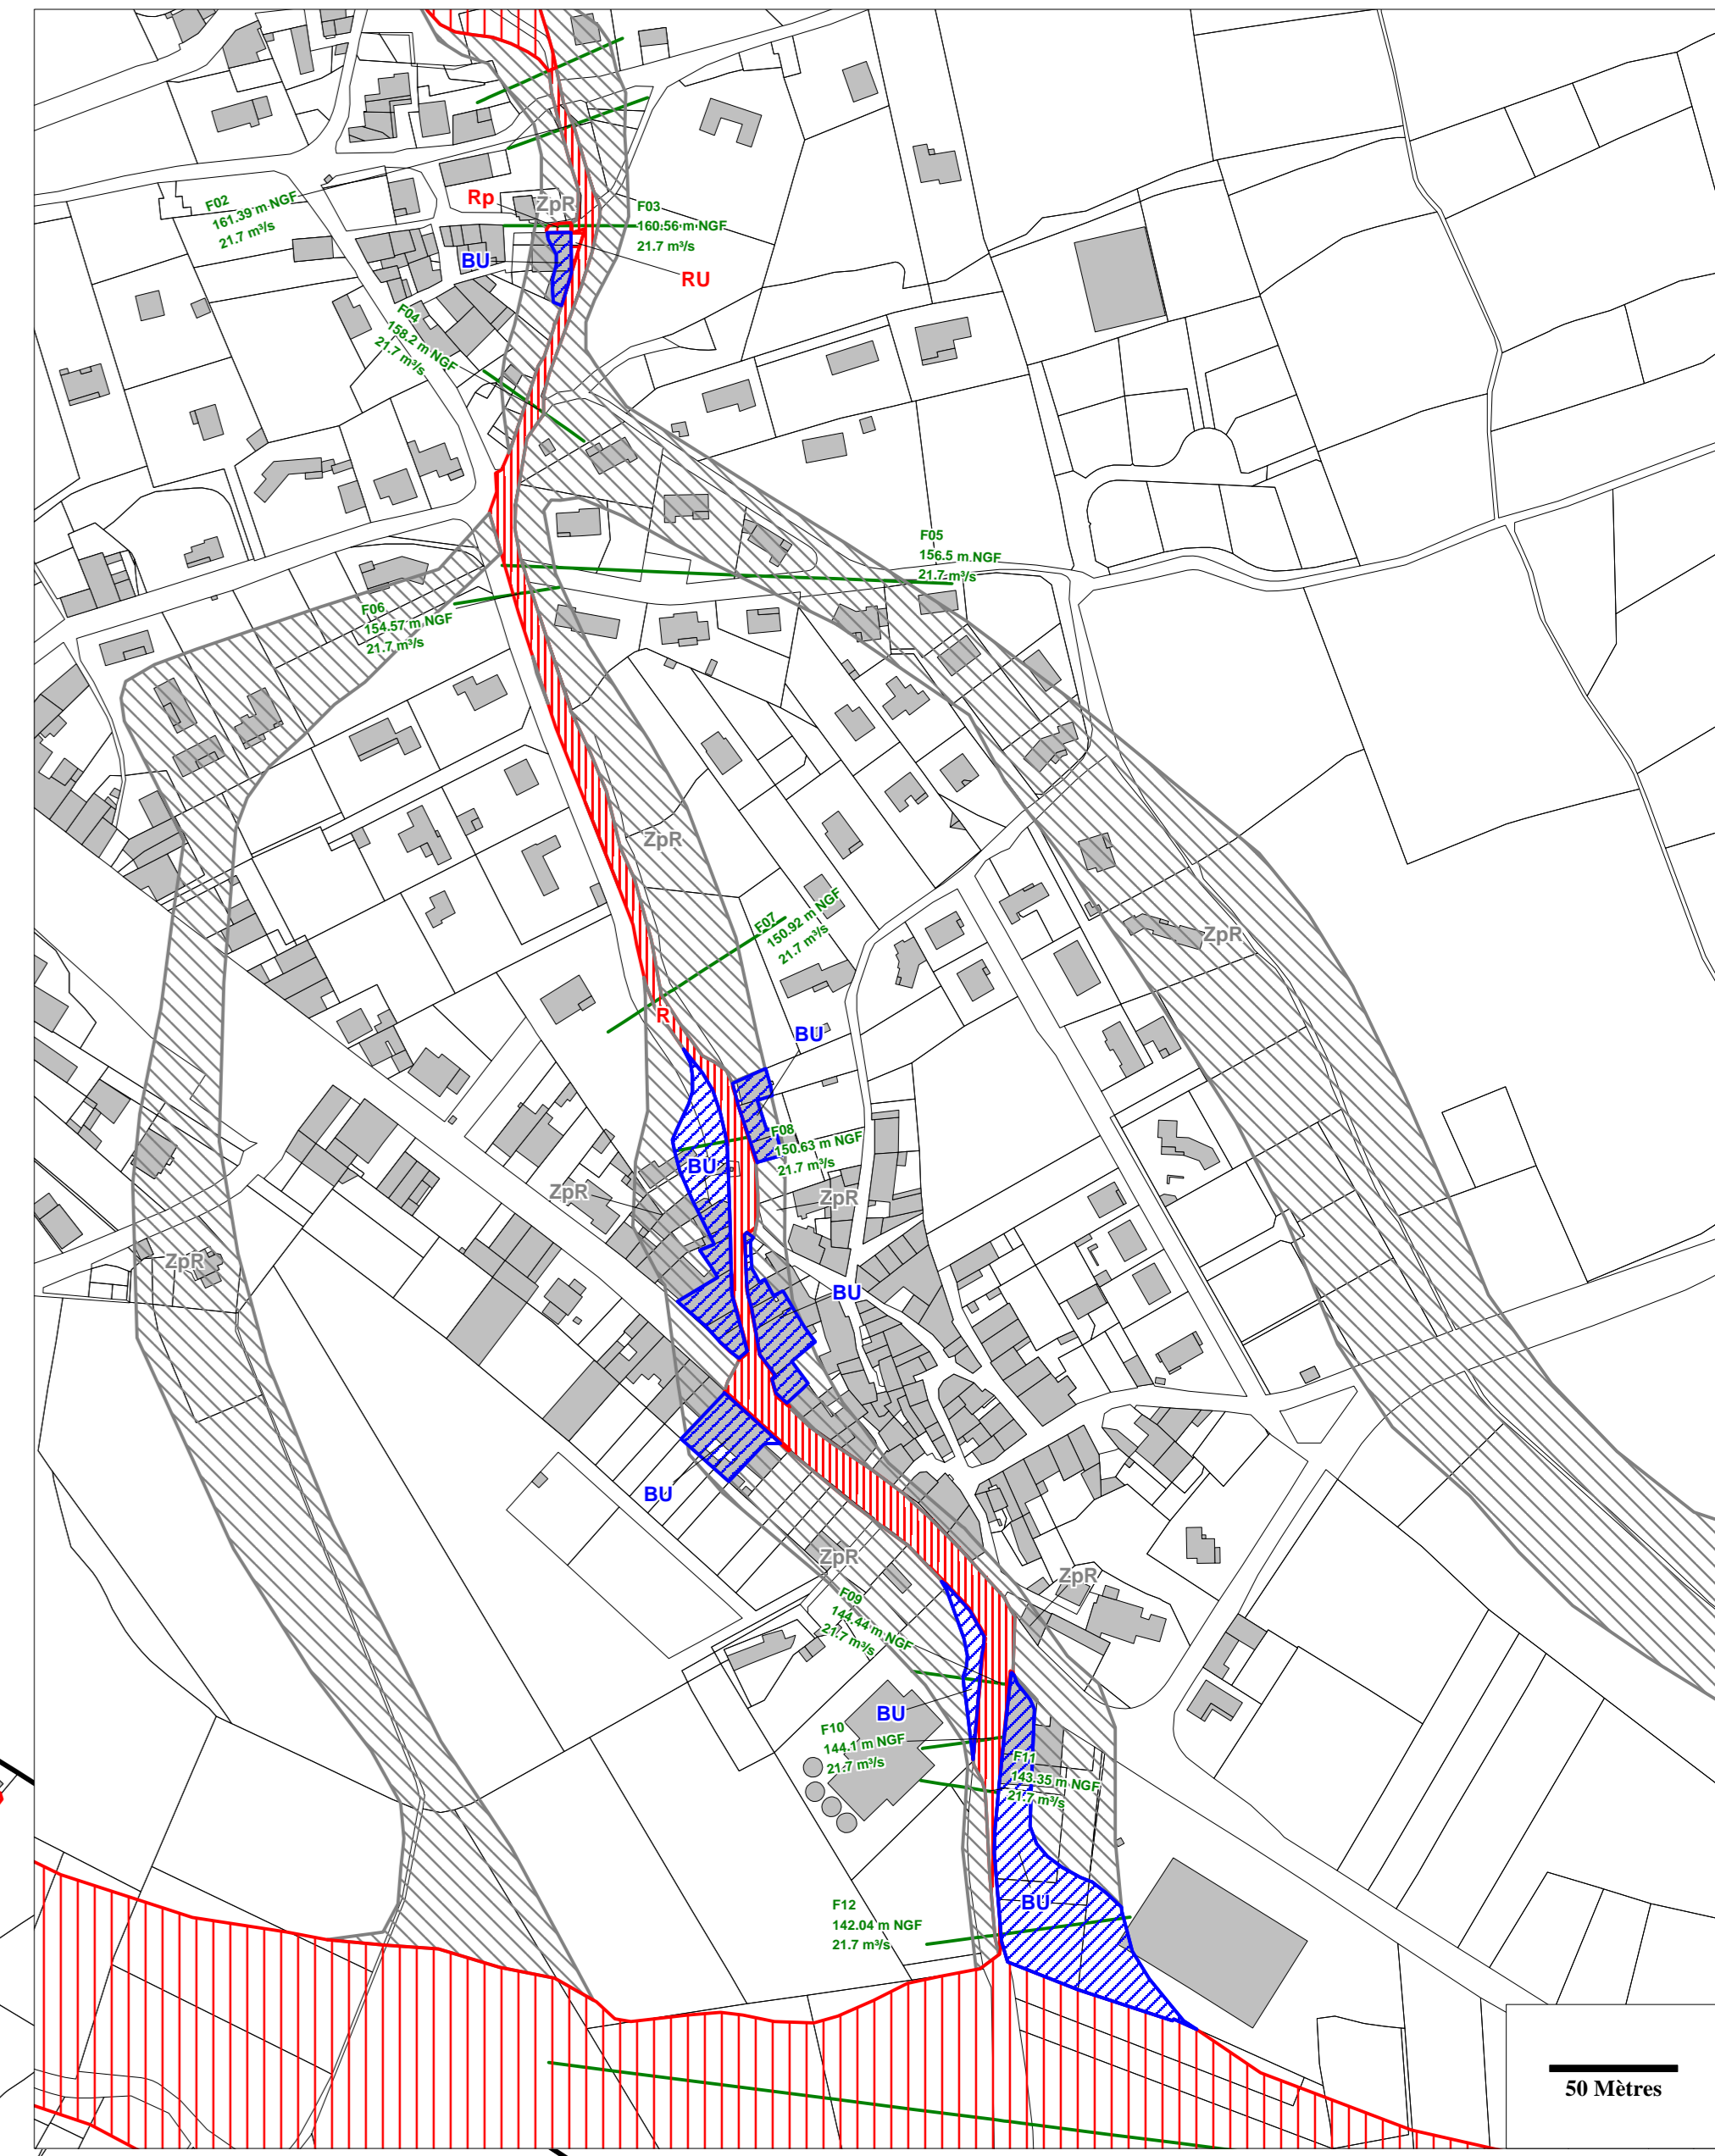 F02
161.39 m NGF
21.7 m³/s
Rp
ZpR
F03
160.56 m NGF
21.7 m³/s
BU
RU
F04
158.2 m NGF
21.7 m³/s
F05
156.5 m NGF
21.7 m³/s
F06
154.57 m NGF
21.7 m³/s
ZpR
F07
150.92 m NGF
21.7 m³/s
ZpR
R
BU
F08
150.63 m NGF
21.7 m³/s
BU
ZpR
ZpR
ZpR
BU
BU
ZpR
ZpR
F09
144.44 m NGF
21.7 m³/s
BU
F10
144.1 m NGF
21.7 m³/s
F11
143.35 m NGF
21.7 m³/s
BU
F12
142.04 m NGF
21.7 m³/s
50 Mètres